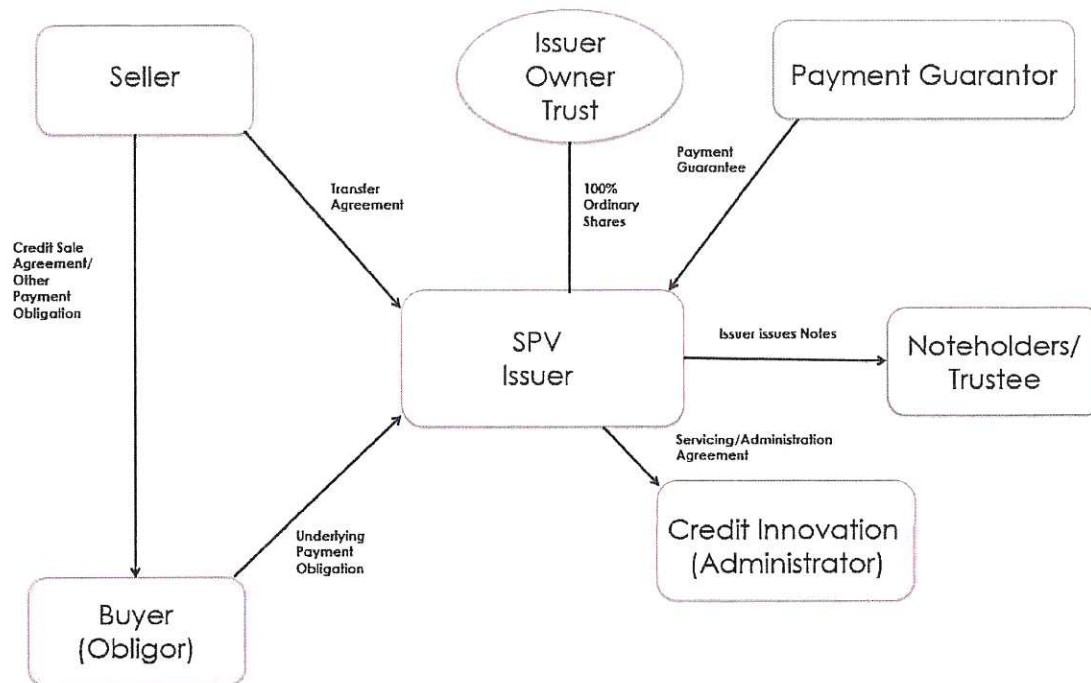 Seller
Issuer
Owner
Trust
Payment Guarantor
Payment
Guarantee
Transfer
Agreement
100%
Ordinary
Shares
Credit Sale
Agreement/
Other
Payment
Obligation
SPV
Issuer
Issuer issues Notes
Noteholders/
Trustee
Servicing/Administration
Agreement
Credit Innovation
(Administrator)
Underlying
Payment
Obligation
Buyer
(Obligor)